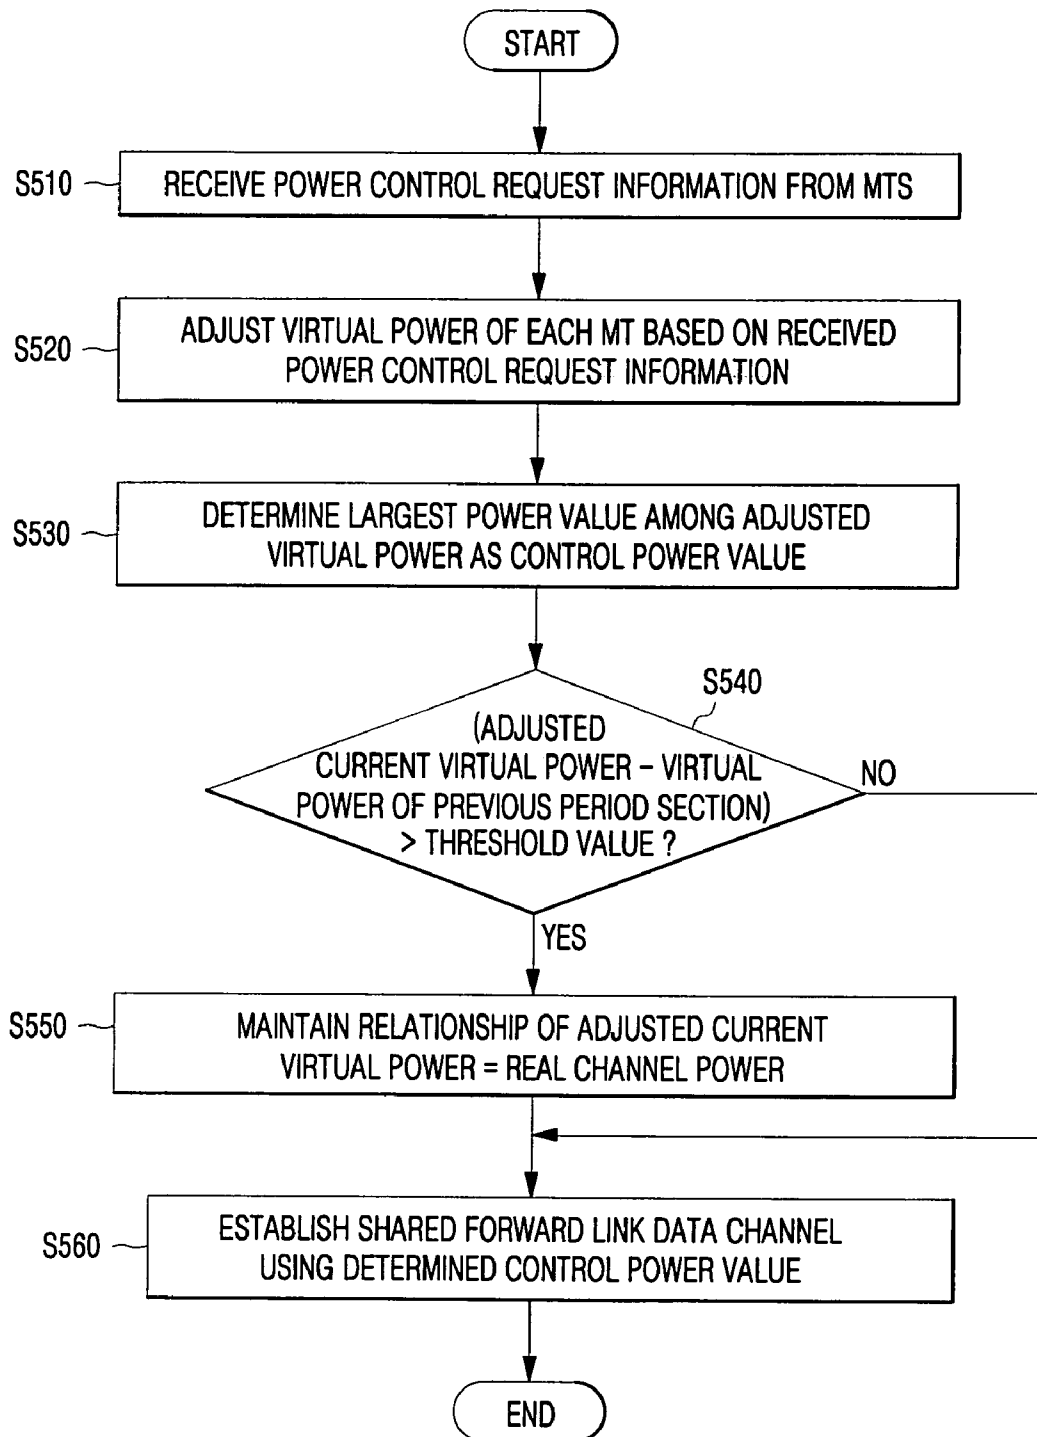 START
S510
RECEIVE POWER CONTROL REQUEST INFORMATION FROM MTS
S520
ADJUST VIRTUAL POWER OF EACH MT BASED ON RECEIVED
POWER CONTROL REQUEST INFORMATION
S530
DETERMINE LARGEST POWER VALUE AMONG ADJUSTED
VIRTUAL POWER AS CONTROL POWER VALUE
S540
(ADJUSTED
CURRENT VIRTUAL POWER – VIRTUAL
POWER OF PREVIOUS PERIOD SECTION)
> THRESHOLD VALUE ?
NO
YES
S550
MAINTAIN RELATIONSHIP OF ADJUSTED CURRENT
VIRTUAL POWER = REAL CHANNEL POWER
S560
ESTABLISH SHARED FORWARD LINK DATA CHANNEL
USING DETERMINED CONTROL POWER VALUE
END